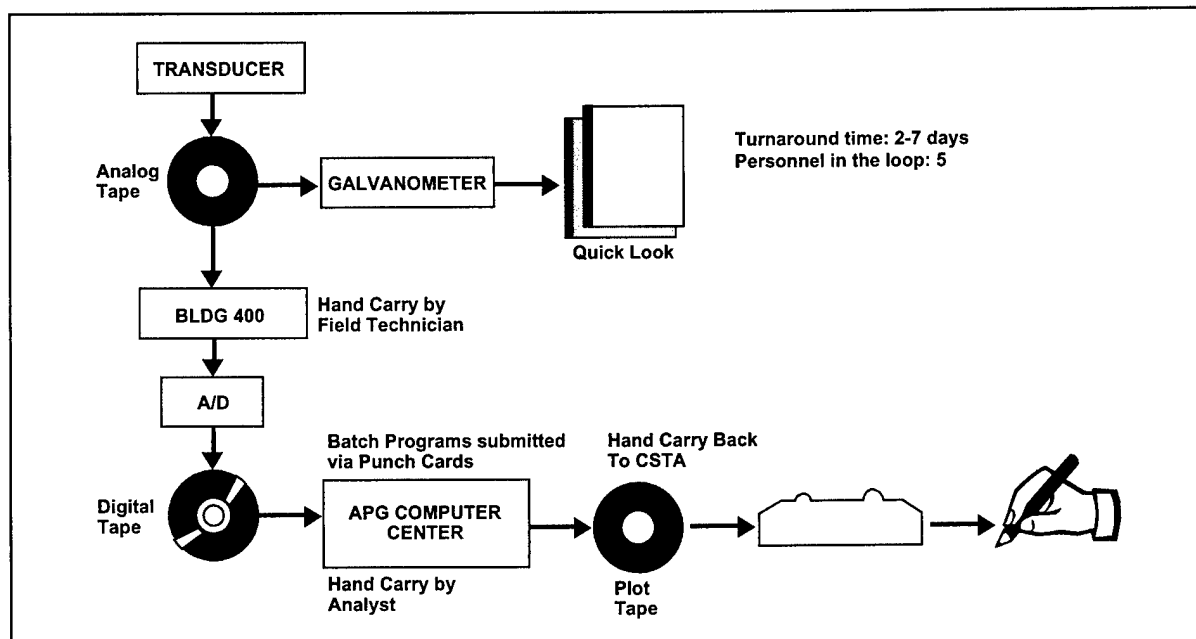 TRANSDUCER
Analog
Tape
GALVANOMETER
Quick Look
Turnaround time: 2-7 days
Personnel in the loop: 5
BLDG 400
Hand Carry by
Field Technician
A/D
Digital
Tape
Batch Programs submitted
via Punch Cards
APG COMPUTER
CENTER
Hand Carry by
Analyst
Hand Carry Back
To CSTA
Plot
Tape